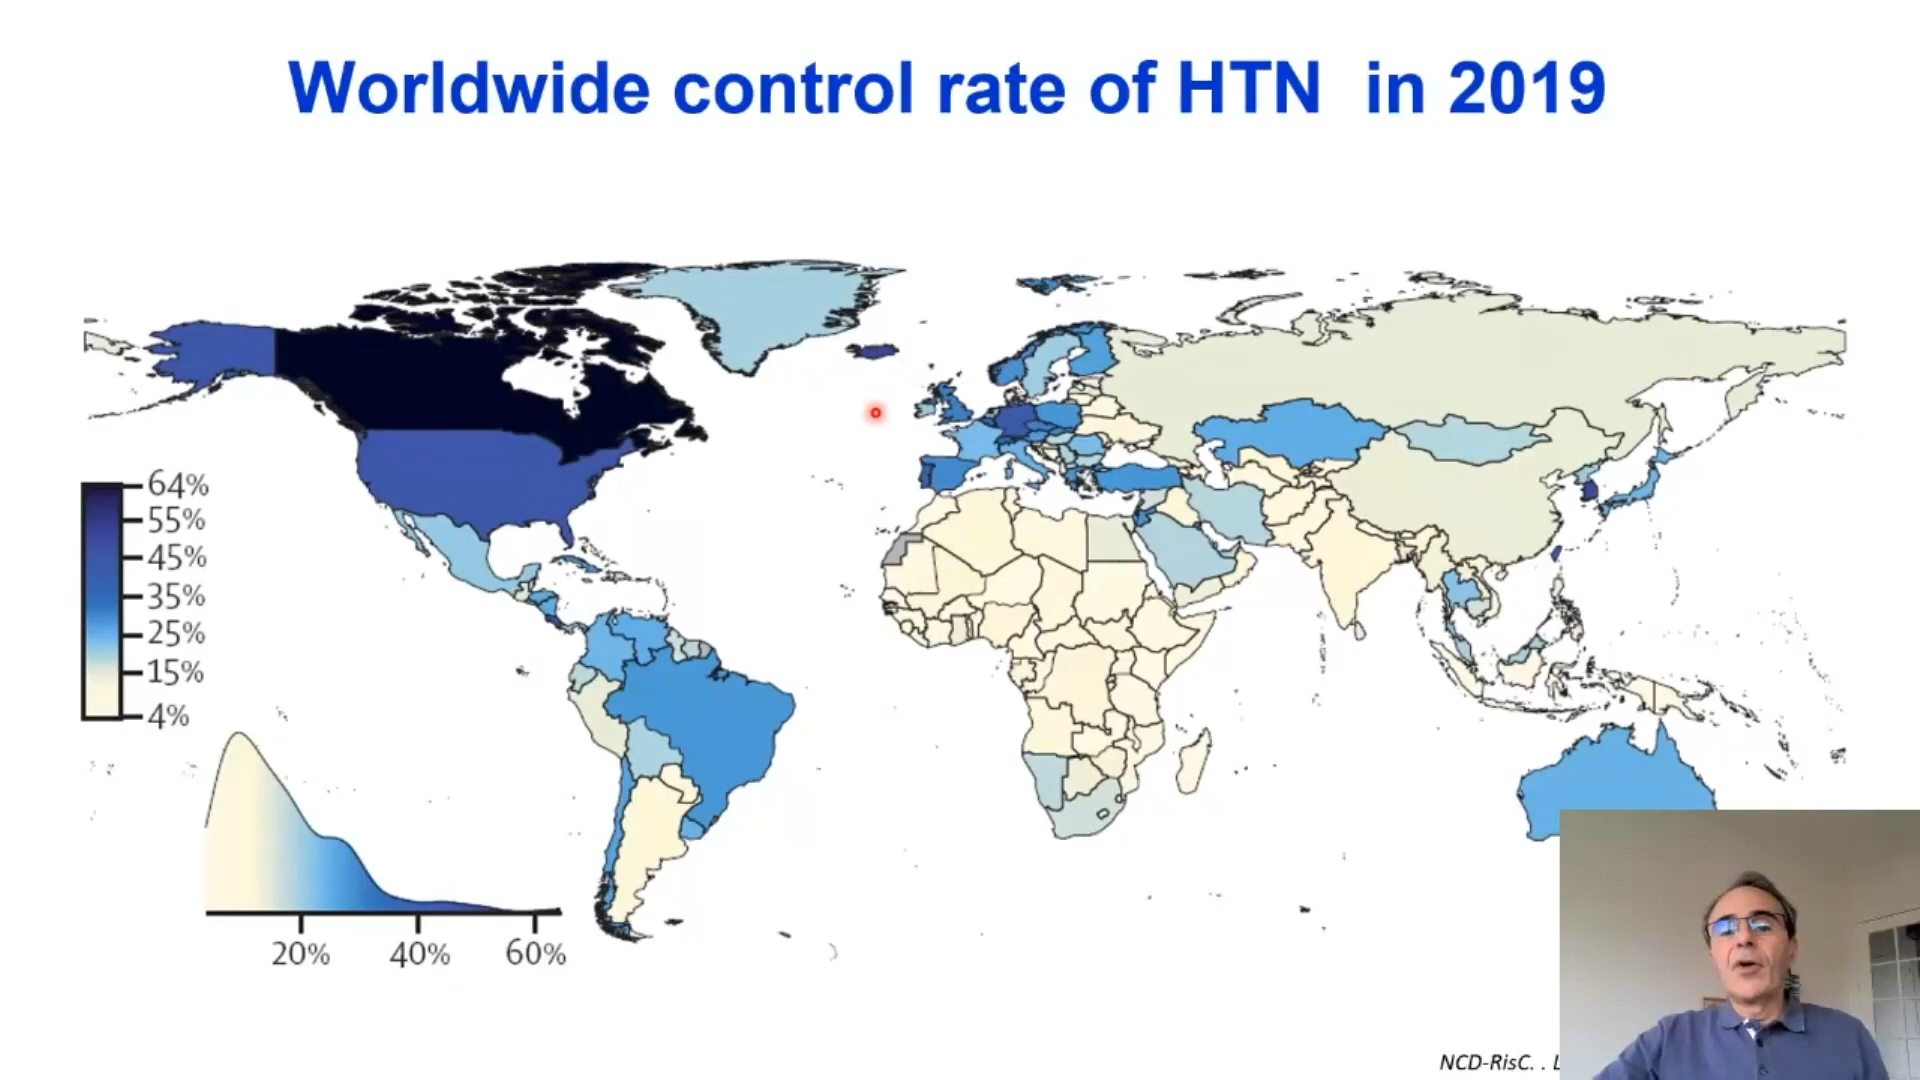 Worldwide control rate of HTN  in 2019
64%
55%
45%
35%
25%
15%
4%
20% 40% 60%
NCD-RisC. . L